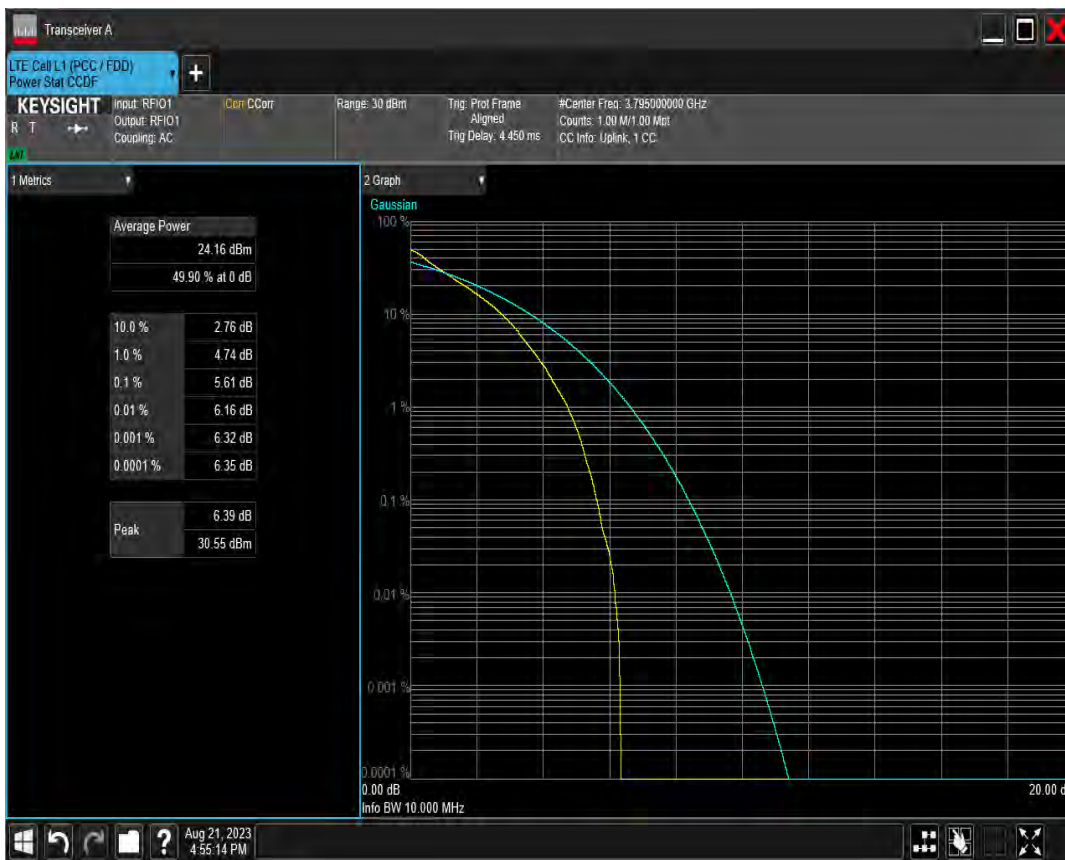 Transceiver A
LTE Cell L1 (PCC / FDD)
Power Stat CCDF
+
KEYSIGHT
R T
Input: RFIO1
Output: RFIO1
Coupling: AC
Corr CCorr
Range: 30 dBm
Trig: Prot Frame
Aligned
Trig Delay: 4.450 ms
#Center Freq: 3.795000000 GHz
Counts: 1.00 M/1.00 Mpt
CC Info: Uplink, 1 CC
1 Metrics
Average Power
24.16 dBm
49.90 % at 0 dB
10.0 % 2.76 dB
1.0 % 4.74 dB
0.1 % 5.61 dB
0.01 % 6.16 dB
0.001 % 6.32 dB
0.0001 % 6.35 dB
Peak 6.39 dB
30.55 dBm
2 Graph
Gaussian
100 %
10 %
1 %
0.1 %
0.01 %
0.001 %
0.0001 %
0.00 dB
20.00 d
Info BW 10.000 MHz
?
Aug 21, 2023
4:55:14 PM